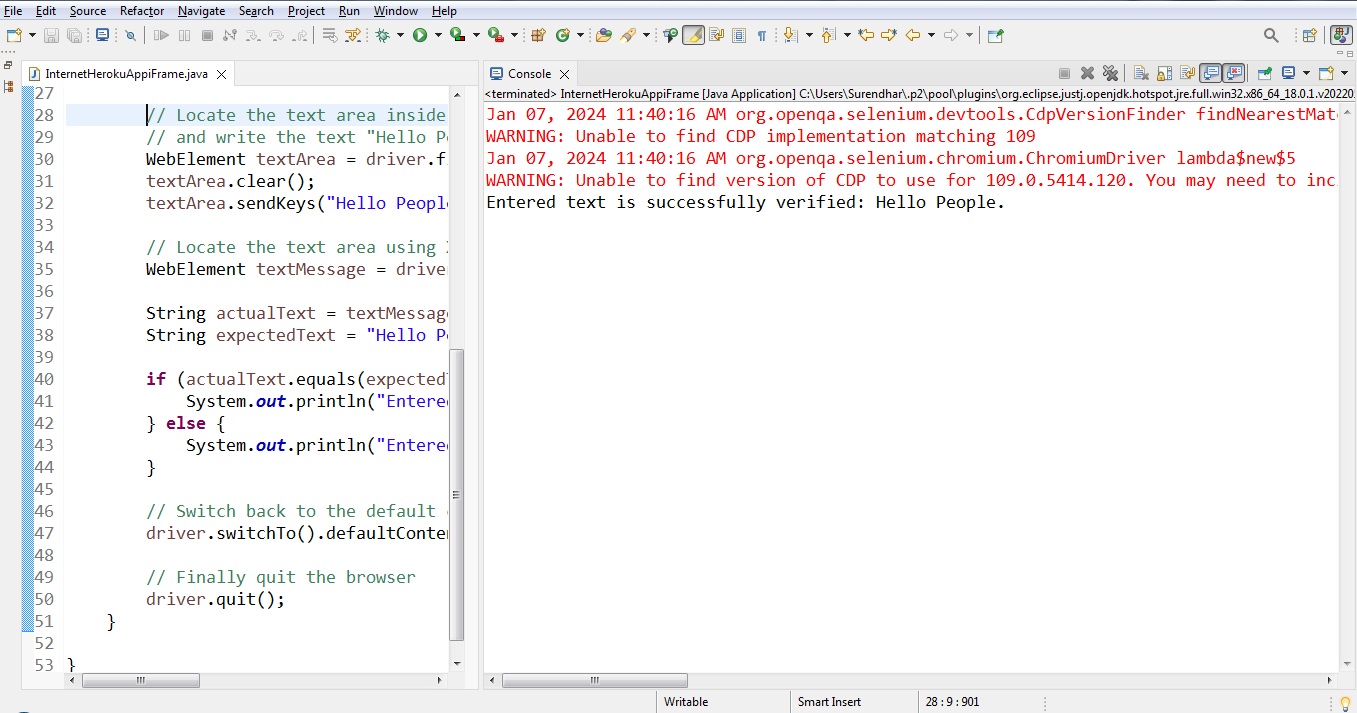 File Edit Source Refactor Navigate Search Project Run Window Help
InternetHerokuAppiFrame.java
27
28 // Locate the text area inside
29 // and write the text "Hello P
30 WebElement textArea = driver.f
31 textArea.clear();
32 textArea.sendKeys("Hello Peopl
33
34 // Locate the text area using
35 WebElement textMessage = drive
36
37 String actualText = textMessag
38 String expectedText = "Hello P
39
40 if (actualText.equals(expected
41 System.out.println("Entere
42 } else {
43 System.out.println("Entere
44 }
45
46 // Switch back to the default
47 driver.switchTo().defaultConte
48
49 // Finally quit the browser
50 driver.quit();
51 }
52
53 }
Console
<terminated> InternetHerokuAppiFrame [Java Application] C:\Users\Surendhar\.p2\pool\plugins\org.eclipse.justj.openjdk.hotspot.jre.full.win32.x86_64_18.0.1.v20220
Jan 07, 2024 11:40:16 AM org.openqa.selenium.devtools.CdpVersionFinder findNearestMat
WARNING: Unable to find CDP implementation matching 109
Jan 07, 2024 11:40:16 AM org.openqa.selenium.chromium.ChromiumDriver lambda$new$5
WARNING: Unable to find version of CDP to use for 109.0.5414.120. You may need to inc
Entered text is successfully verified: Hello People.
Writable Smart Insert 28 : 9 : 901